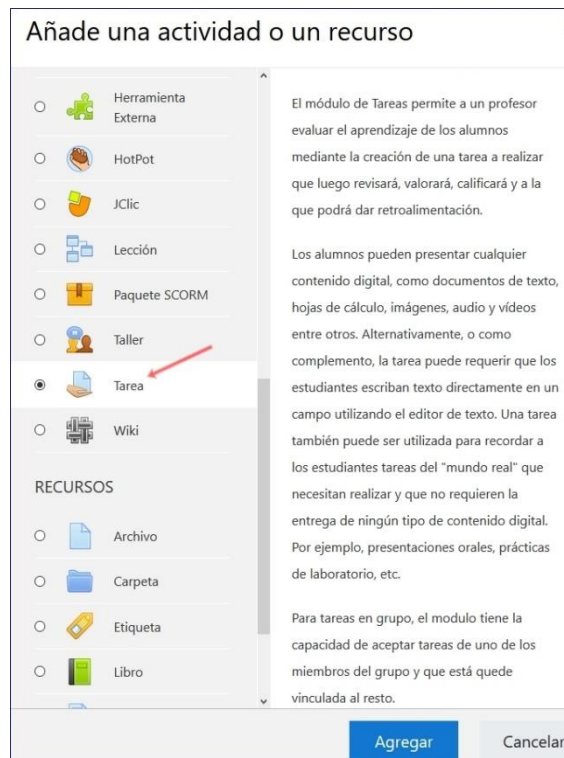 Añade una actividad o un recurso
Herramienta
Externa
HotPot
JClic
Lección
Paquete SCORM
Taller
Tarea
Wiki
RECURSOS
Archivo
Carpeta
Etiqueta
Libro
El módulo de Tareas permite a un profesor
evaluar el aprendizaje de los alumnos
mediante la creación de una tarea a realizar
que luego revisará, valorará, calificará y a la
que podrá dar retroalimentación.
Los alumnos pueden presentar cualquier
contenido digital, como documentos de texto,
hojas de cálculo, imágenes, audio y vídeos
entre otros. Alternativamente, o como
complemento, la tarea puede requerir que los
estudiantes escriban texto directamente en un
campo utilizando el editor de texto. Una tarea
también puede ser utilizada para recordar a
los estudiantes tareas del "mundo real" que
necesitan realizar y que no requieren la
entrega de ningún tipo de contenido digital.
Por ejemplo, presentaciones orales, prácticas
de laboratorio, etc.
Para tareas en grupo, el modulo tiene la
capacidad de aceptar tareas de uno de los
miembros del grupo y que está quede
vinculada al resto.
Agregar
Cancelar